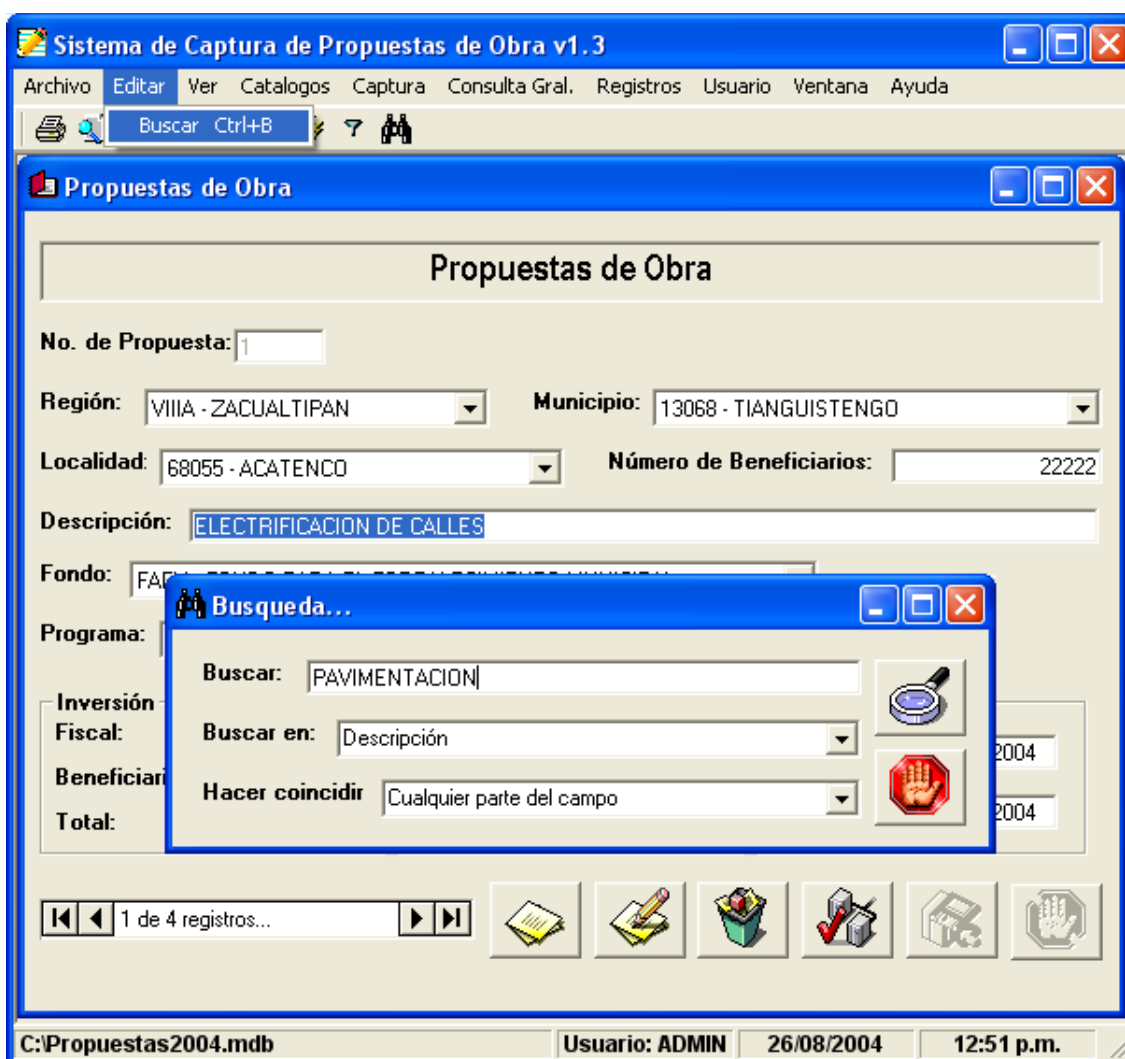 Sistema de Captura de Propuestas de Obra v1.3
Archivo Editar Ver Catalogos Captura Consulta Gral. Registros Usuario Ventana Ayuda
Buscar Ctrl+B
Propuestas de Obra
Propuestas de Obra
No. de Propuesta: 1
Región: VIIIA - ZACUALTIPAN Municipio: 13068 - TIANGUISTENGO
Localidad: 68055 - ACATENCO Número de Beneficiarios: 22222
Descripción: ELECTRIFICACION DE CALLES
Fondo:
Busqueda...
Programa:
Buscar: PAVIMENTACION
Inversión
Fiscal:
Buscar en: Descripción
2004
Beneficiari
Hacer coincidir Cualquier parte del campo
Total:
2004
1 de 4 registros...
C:\Propuestas2004.mdb Usuario: ADMIN 26/08/2004 12:51 p.m.